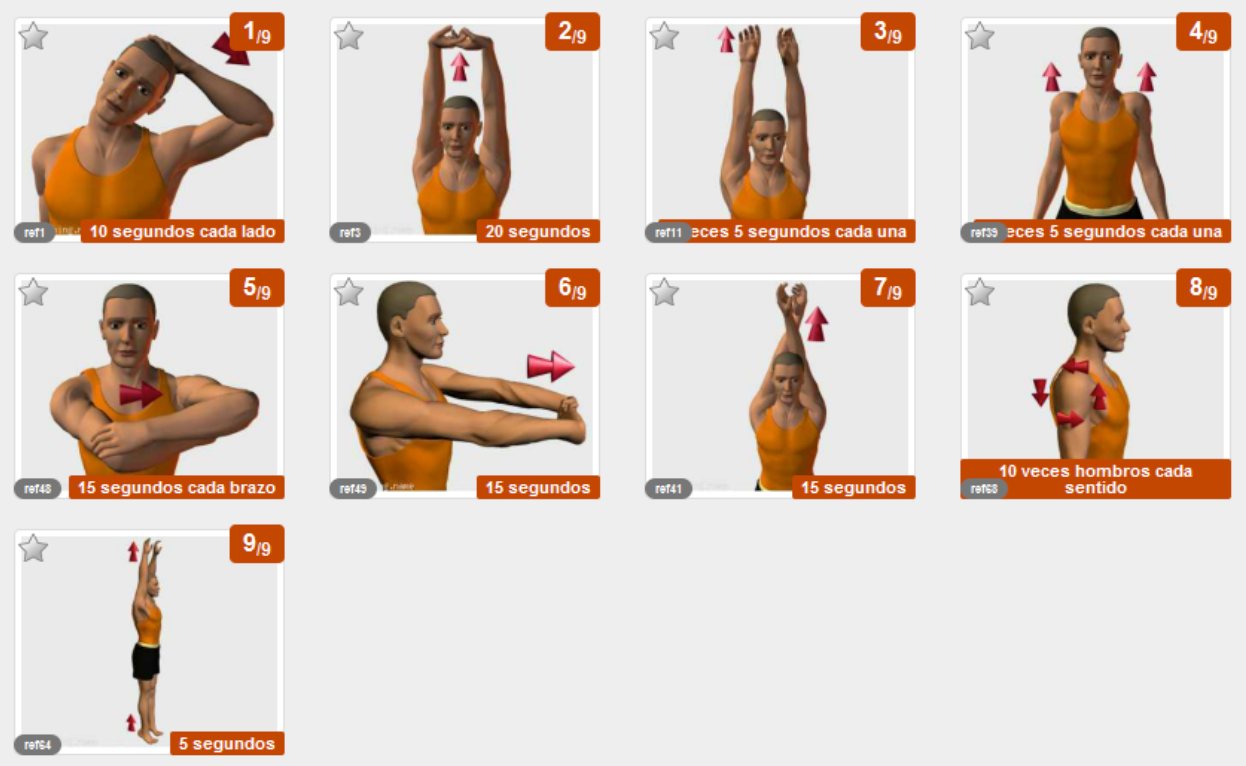 1/9
ref1
10 segundos cada lado
2/9
ref3
20 segundos
3/9
ref11
eces 5 segundos cada una
4/9
ref39
eces 5 segundos cada una
5/9
ref48
15 segundos cada brazo
6/9
ref49
15 segundos
7/9
ref41
15 segundos
8/9
10 veces hombros cada
sentido
ref68
9/9
ref64
5 segundos